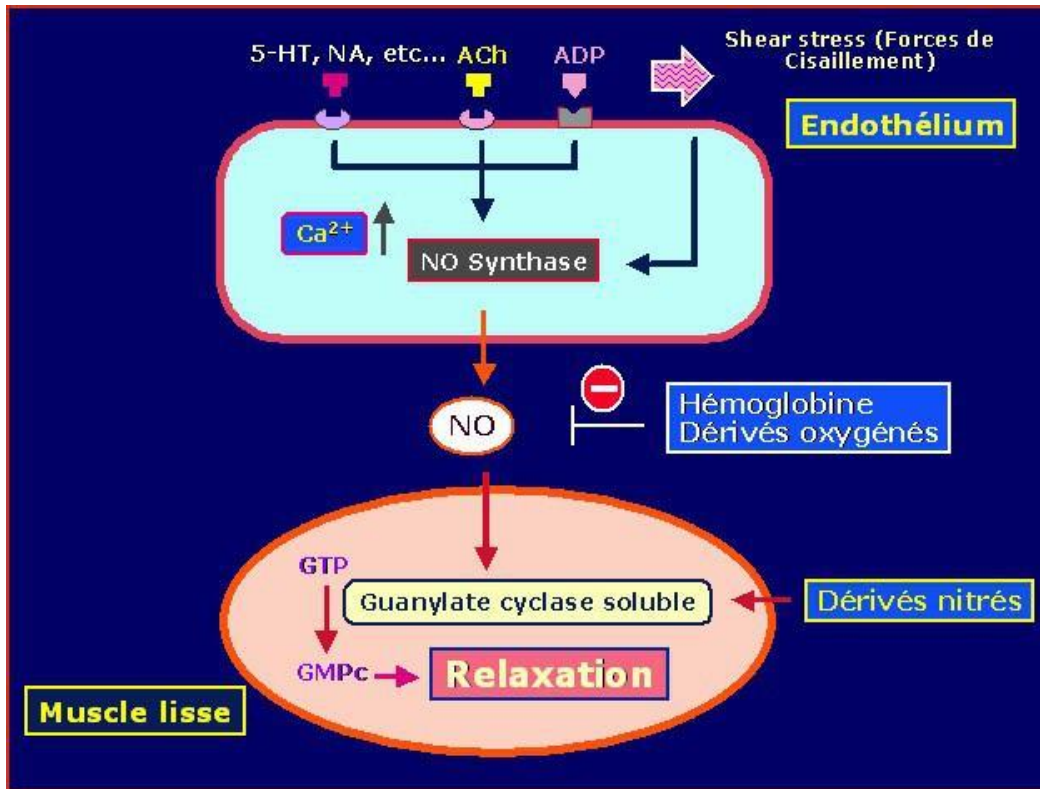 5-HT, NA, etc... ACh ADP
Shear stress (Forces de
Cisaillement)
Endothélium
Ca²⁺
NO Synthase
NO
Hémoglobine
Dérivés oxygénés
GTP
Guanylate cyclase soluble
Dérivés nitrés
GMPc
Relaxation
Muscle lisse